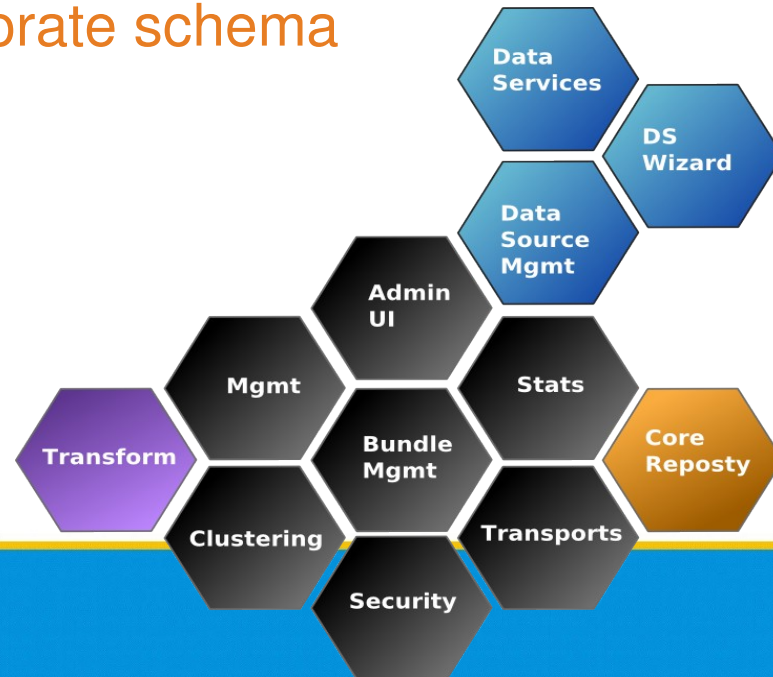 orate schema
Data
Services
DS
Wizard
Data
Source
Mgmt
Admin
UI
Mgmt
Stats
Transform
Bundle
Mgmt
Core
Reposty
Clustering
Transports
Security